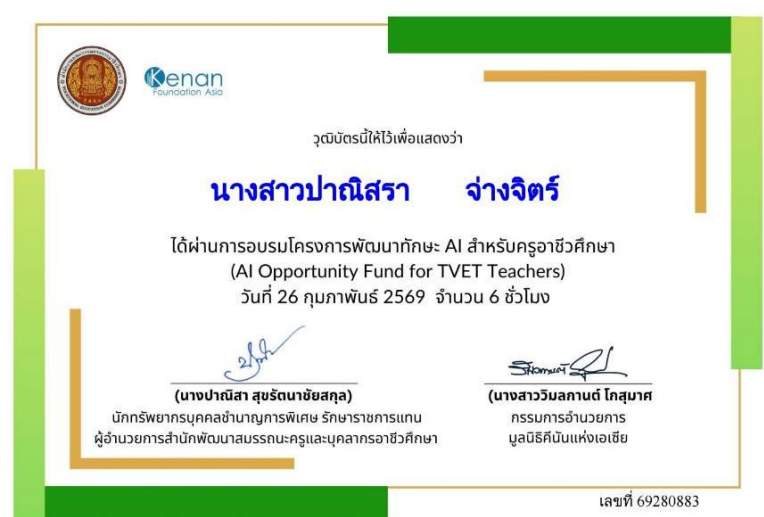 Kenan
Foundation Asia
วุฒิบัตรนี้ให้ไว้เพื่อแสดงว่า
นางสาวปาณิสรา จ่างจิตร์
ได้ผ่านการอบรมโครงการพัฒนาทักษะ AI สำหรับครูอาชีวศึกษา
(AI Opportunity Fund for TVET Teachers)
วันที่ 26 กุมภาพันธ์ 2569 จำนวน 6 ชั่วโมง
(นางปาณิสา สุขรัตนาชัยสกุล)
นักทรัพยากรบุคคลชำนาญการพิเศษ รักษาราชการแทน
ผู้อำนวยการสำนักพัฒนาสมรรถนะครูและบุคลากรอาชีวศึกษา
(นางสาววิมลกานต์ โกสุมาศ
กรรมการอำนวยการ
มูลนิธิคีนันแห่งเอเซีย
เลขที่ 69280883